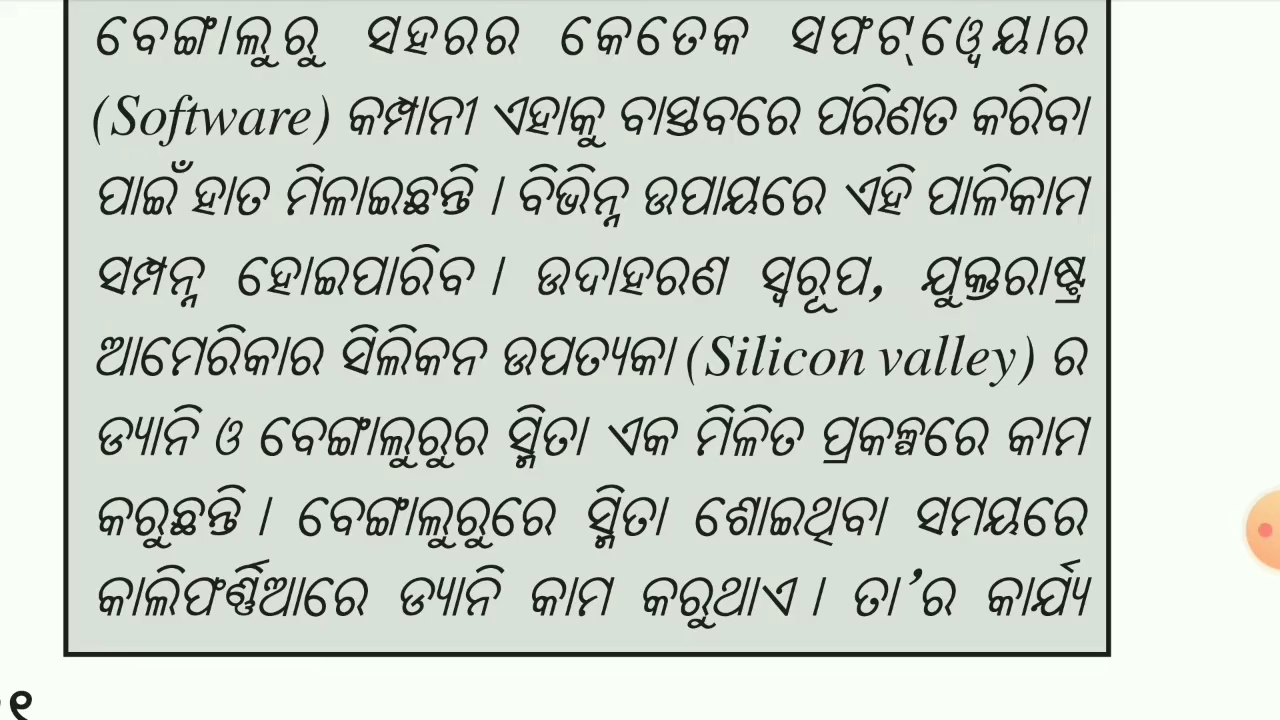 ବେଙ୍ଗାଲୁରୁ ସହରର କେତେକ ସଫ୍ଟ୍‌ୱେୟାର
(Software) କମ୍ପାନୀ ଏହାକୁ ବାସ୍ତବରେ ପରିଣତ କରିବା
ପାଇଁ ହାତ ମିଳାଇଛନ୍ତି । ବିଭିନ୍ନ ଉପାୟରେ ଏହି ପାଳିକାମ
ସମ୍ପନ୍ନ ହୋଇପାରିବ । ଉଦାହରଣ ସ୍ୱରୂପ, ଯୁକ୍ତରାଷ୍ଟ୍ର
ଆମେରିକାର ସିଲିକନ ଉପତ୍ୟକା (Silicon valley) ର
ଡ୍ୟାନି ଓ ବେଙ୍ଗାଲୁରୁର ସ୍ମିତା ଏକ ମିଳିତ ପ୍ରକଳ୍ପରେ କାମ
କରୁଛନ୍ତି । ବେଙ୍ଗାଲୁରୁରେ ସ୍ମିତା ଶୋଇଥିବା ସମୟରେ
କାଲିଫର୍ଣ୍ଣିଆରେ ଡ୍ୟାନି କାମ କରୁଥାଏ । ତା’ର କାର୍ଯ୍ୟ